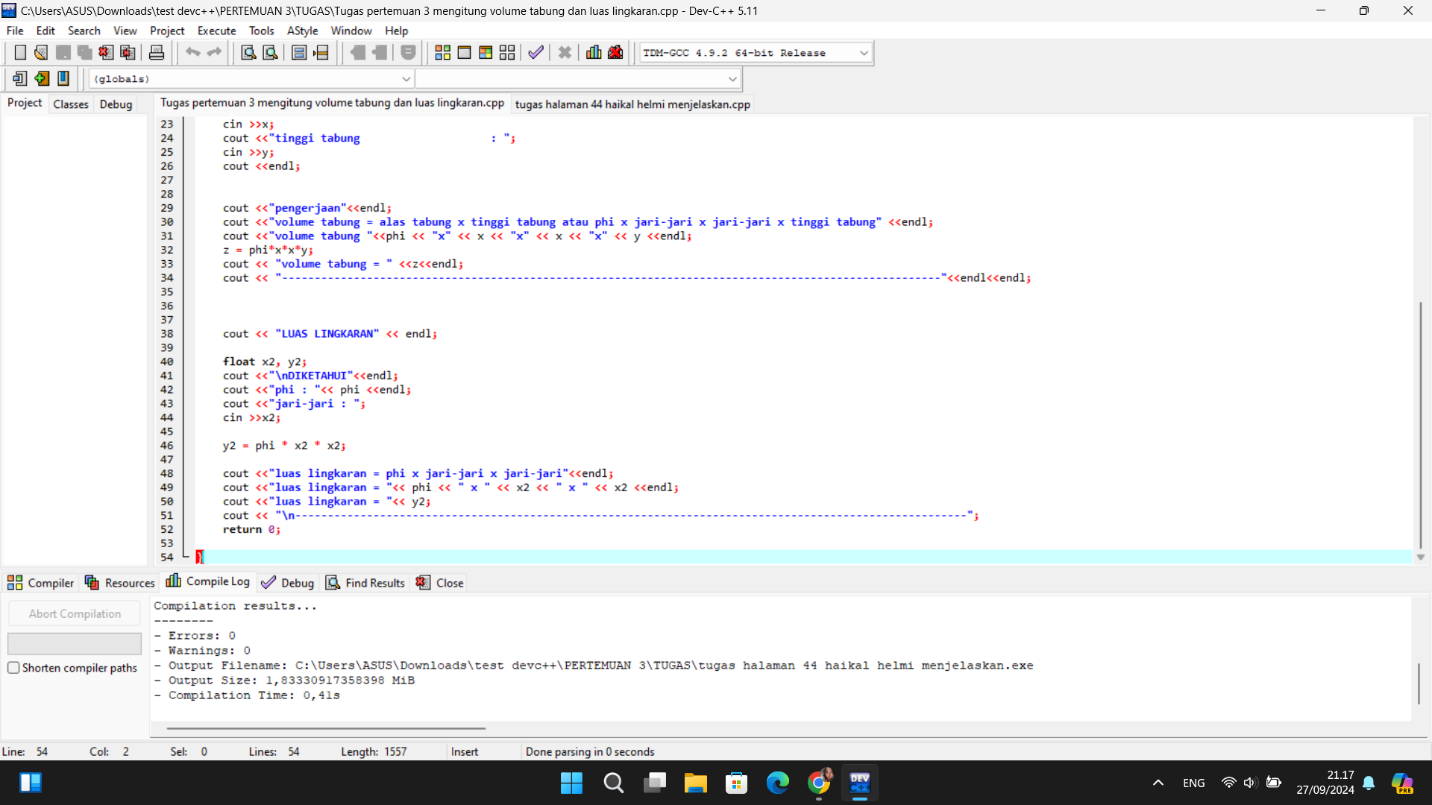 C:\Users\ASUS\Downloads\test devc++\PERTEMUAN 3\TUGAS\Tugas pertemuan 3 mengitung volume tabung dan luas lingkaran.cpp - Dev-C++ 5.11
File Edit Search View Project Execute Tools AStyle Window Help
TDM-GCC 4.9.2 64-bit Release
(globals)
Project Classes Debug
Tugas pertemuan 3 mengitung volume tabung dan luas lingkaran.cpp tugas halaman 44 haikal helmi menjelaskan.cpp
23 cin >>x;
24 cout <<"tinggi tabung                    : ";
25 cin >>y;
26 cout <<endl;
27
28
29 cout <<"pengerjaan"<<endl;
30 cout <<"volume tabung = alas tabung x tinggi tabung atau phi x jari-jari x jari-jari x tinggi tabung" <<endl;
31 cout <<"volume tabung "<<phi << "x" << x << "x" << x << "x" << y <<endl;
32 z = phi*x*x*y;
33 cout << "volume tabung = " <<z<<endl;
34 cout << "----------------------------------------------------------------------------------------------------"<<endl<<endl;
35
36
37
38 cout << "LUAS LINGKARAN" << endl;
39
40 float x2, y2;
41 cout <<"\nDIKETAHUI"<<endl;
42 cout <<"phi : "<< phi <<endl;
43 cout <<"jari-jari : ";
44 cin >>x2;
45
46 y2 = phi * x2 * x2;
47
48 cout <<"luas lingkaran = phi x jari-jari x jari-jari"<<endl;
49 cout <<"luas lingkaran = "<< phi << " x " << x2 << " x " << x2 <<endl;
50 cout <<"luas lingkaran = "<< y2;
51 cout << "\n-------------------------------------------------------------------------------------------------------";
52 return 0;
53
54 }
Compiler Resources Compile Log Debug Find Results Close
Abort Compilation
Shorten compiler paths
Compilation results...
--------
- Errors: 0
- Warnings: 0
- Output Filename: C:\Users\ASUS\Downloads\test devc++\PERTEMUAN 3\TUGAS\tugas halaman 44 haikal helmi menjelaskan.exe
- Output Size: 1,83330917358398 MiB
- Compilation Time: 0,41s
Line: 54 Col: 2 Sel: 0 Lines: 54 Length: 1557 Insert Done parsing in 0 seconds
DEV C++
ENG
21.17
27/09/2024
PRE